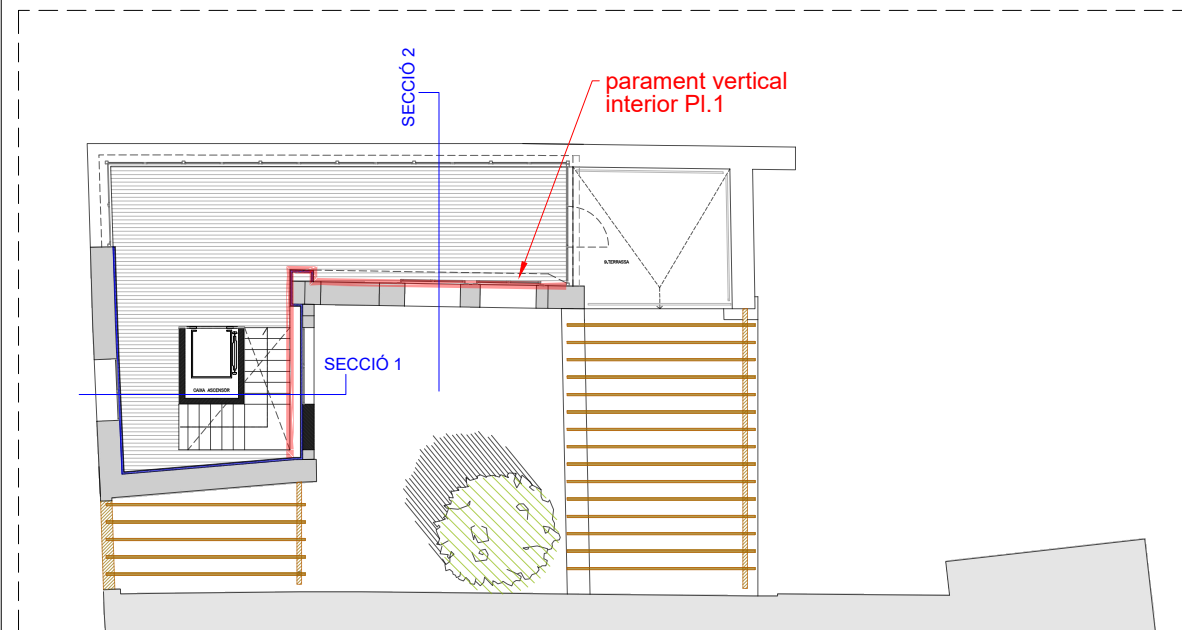 SECCIÓ 2
parament vertical
interior Pl.1
B.TERRASSA
SECCIÓ 1
CAIXA ASCENSOR